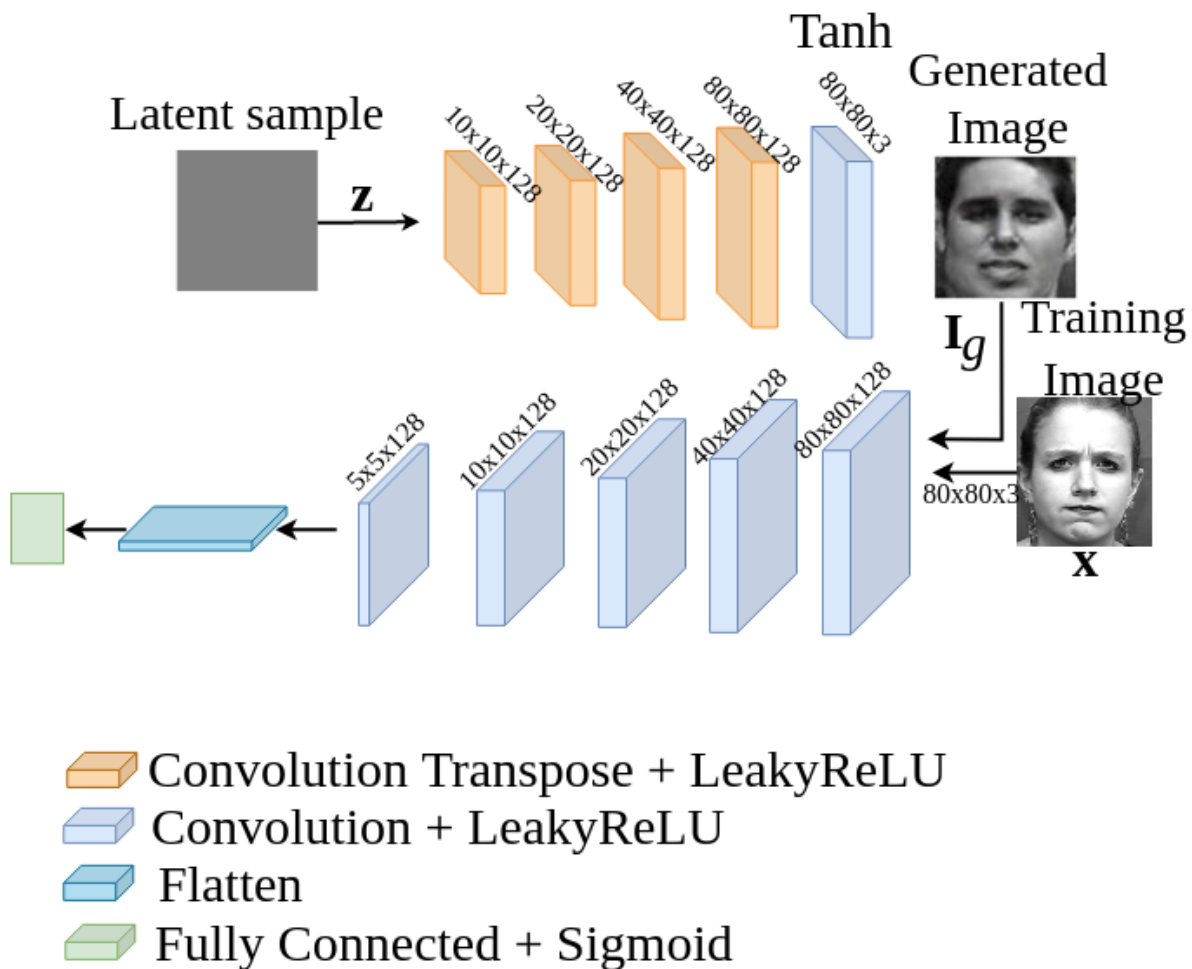 Tanh
Generated
Image
Latent sample
z
10x10x128
20x20x128
40x40x128
80x80x128
80x80x3
I_g
Training
Image
5x5x128
10x10x128
20x20x128
40x40x128
80x80x128
80x80x3
x
Convolution Transpose + LeakyReLU
Convolution + LeakyReLU
Flatten
Fully Connected + Sigmoid